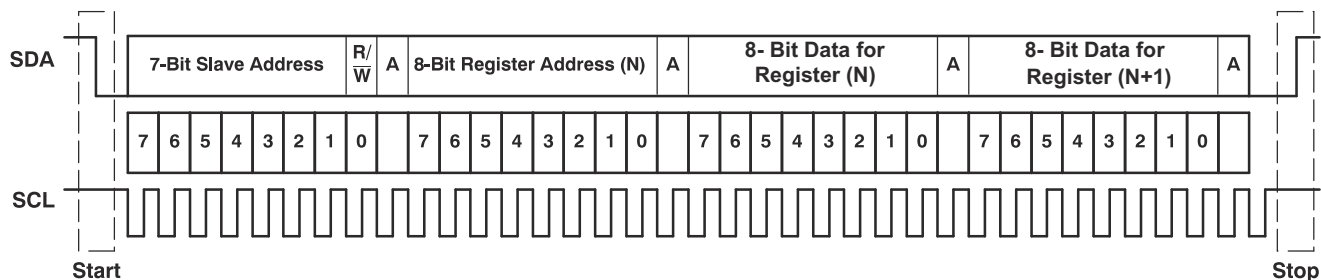 SDA
7-Bit Slave Address
R/
W
A
8-Bit Register Address (N)
A
8- Bit Data for
Register (N)
A
8- Bit Data for
Register (N+1)
A
7 6 5 4 3 2 1 0 7 6 5 4 3 2 1 0 7 6 5 4 3 2 1 0 7 6 5 4 3 2 1 0
SCL
Start
Stop